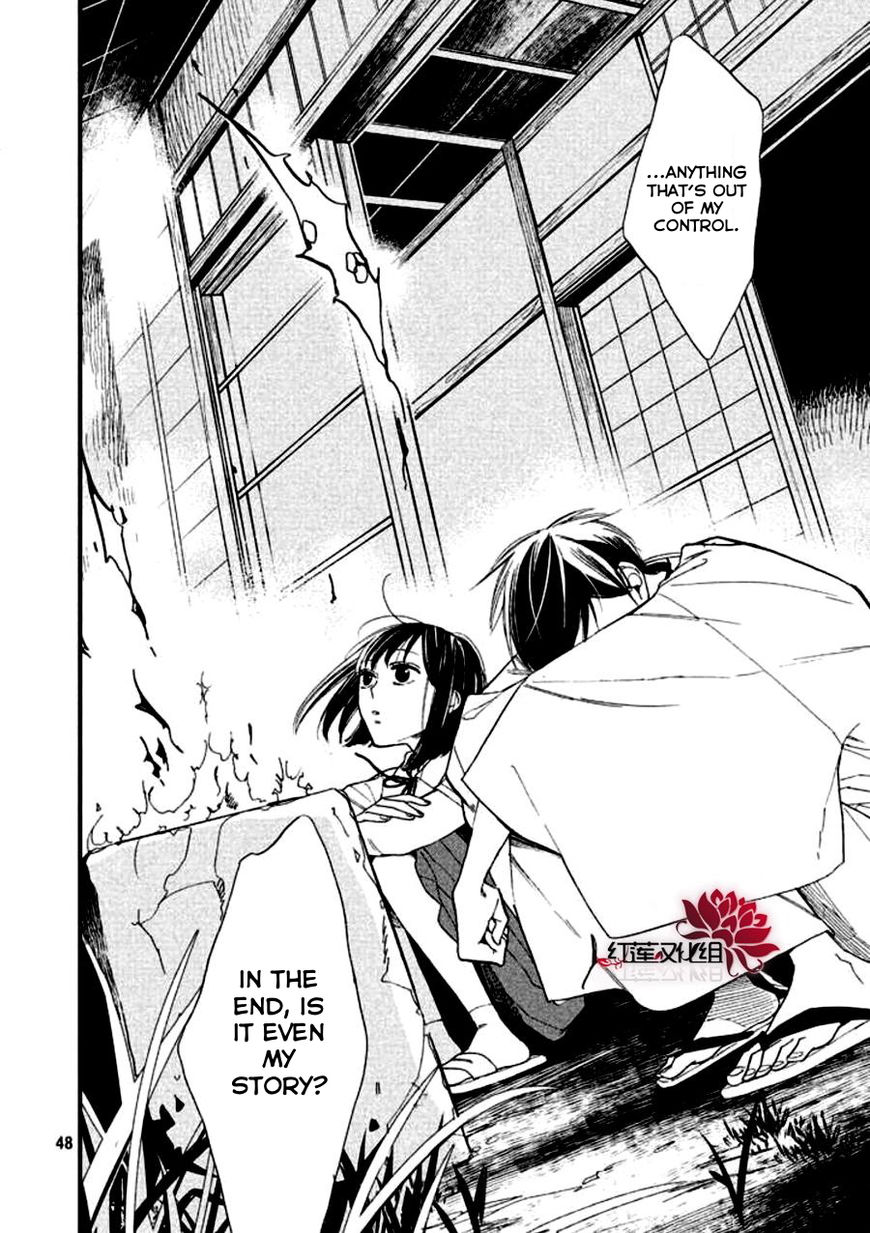 ...ANYTHING
THAT'S OUT
OF MY
CONTROL.
IN THE
END, IS
IT EVEN
MY
STORY?
红莲汉化组
48